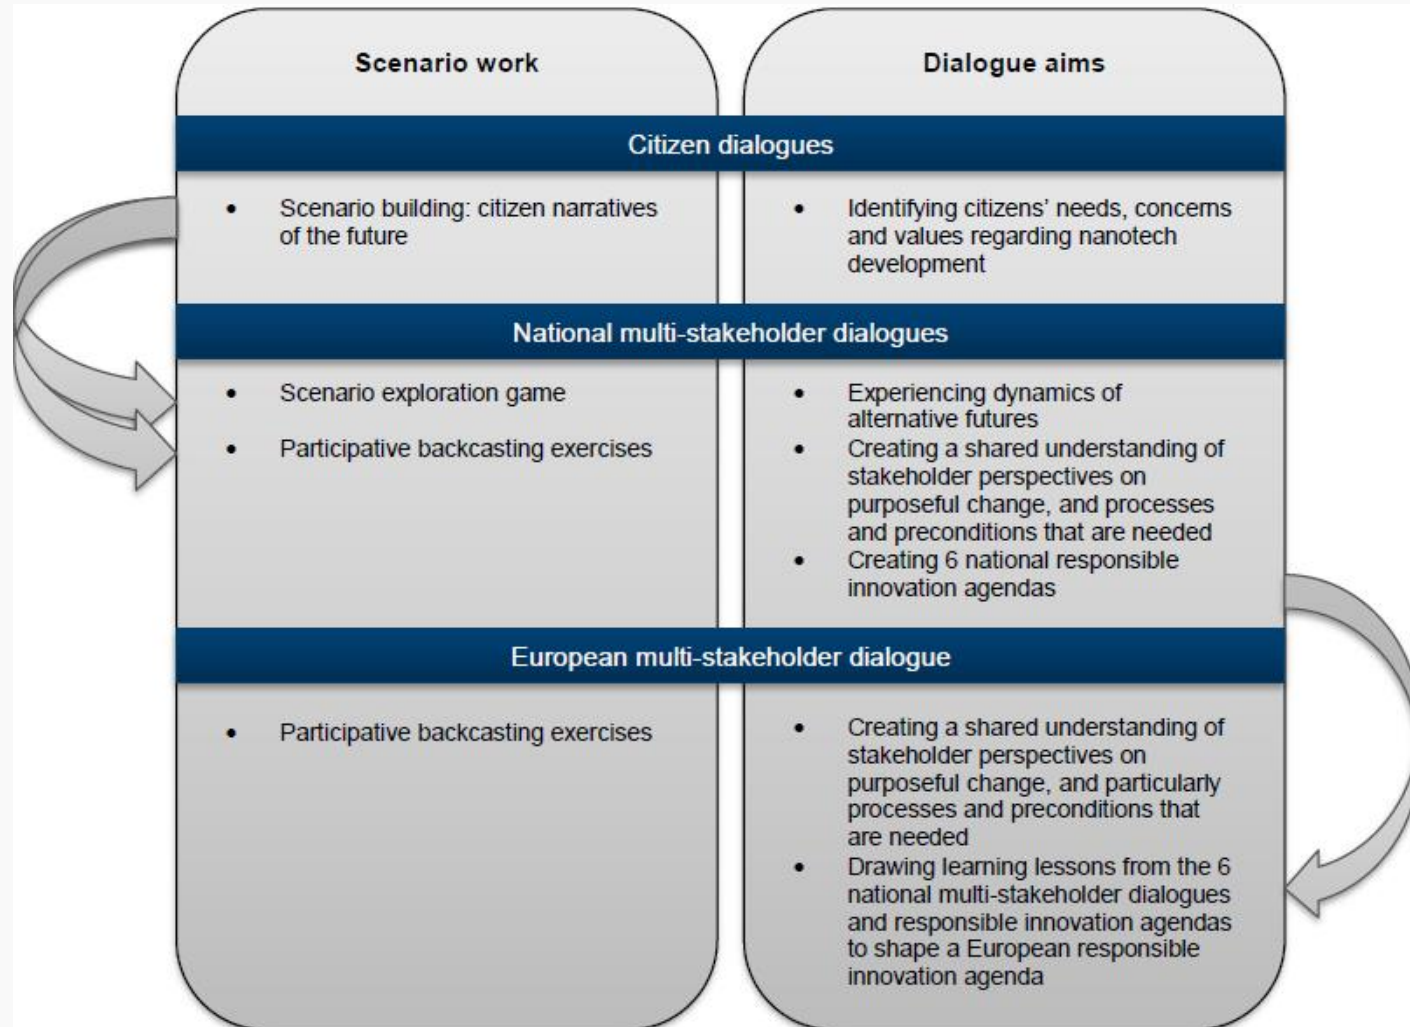 Scenario work
Dialogue aims
Citizen dialogues
• Scenario building: citizen narratives
of the future
• Identifying citizens' needs, concerns
and values regarding nanotech
development
National multi-stakeholder dialogues
• Scenario exploration game
• Participative backcasting exercises
• Experiencing dynamics of
alternative futures
• Creating a shared understanding of
stakeholder perspectives on
purposeful change, and processes
and preconditions that are needed
• Creating 6 national responsible
innovation agendas
European multi-stakeholder dialogue
• Participative backcasting exercises
• Creating a shared understanding of
stakeholder perspectives on
purposeful change, and particularly
processes and preconditions that
are needed
• Drawing learning lessons from the 6
national multi-stakeholder dialogues
and responsible innovation agendas
to shape a European responsible
innovation agenda